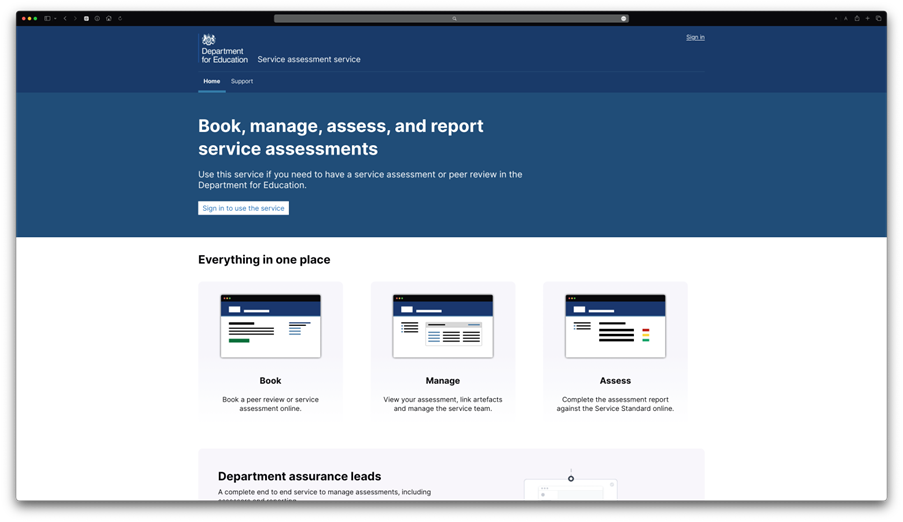 Sign in
Department
for Education
Service assessment service
Home
Support
Book, manage, assess, and report
service assessments
Use this service if you need to have a service assessment or peer review in the
Department for Education.
Sign in to use the service
Everything in one place
Book
Book a peer review or service
assessment online.
Manage
View your assessment, link artefacts
and manage the service team.
Assess
Complete the assessment report
against the Service Standard online.
Department assurance leads
A complete end to end service to manage assessments, including